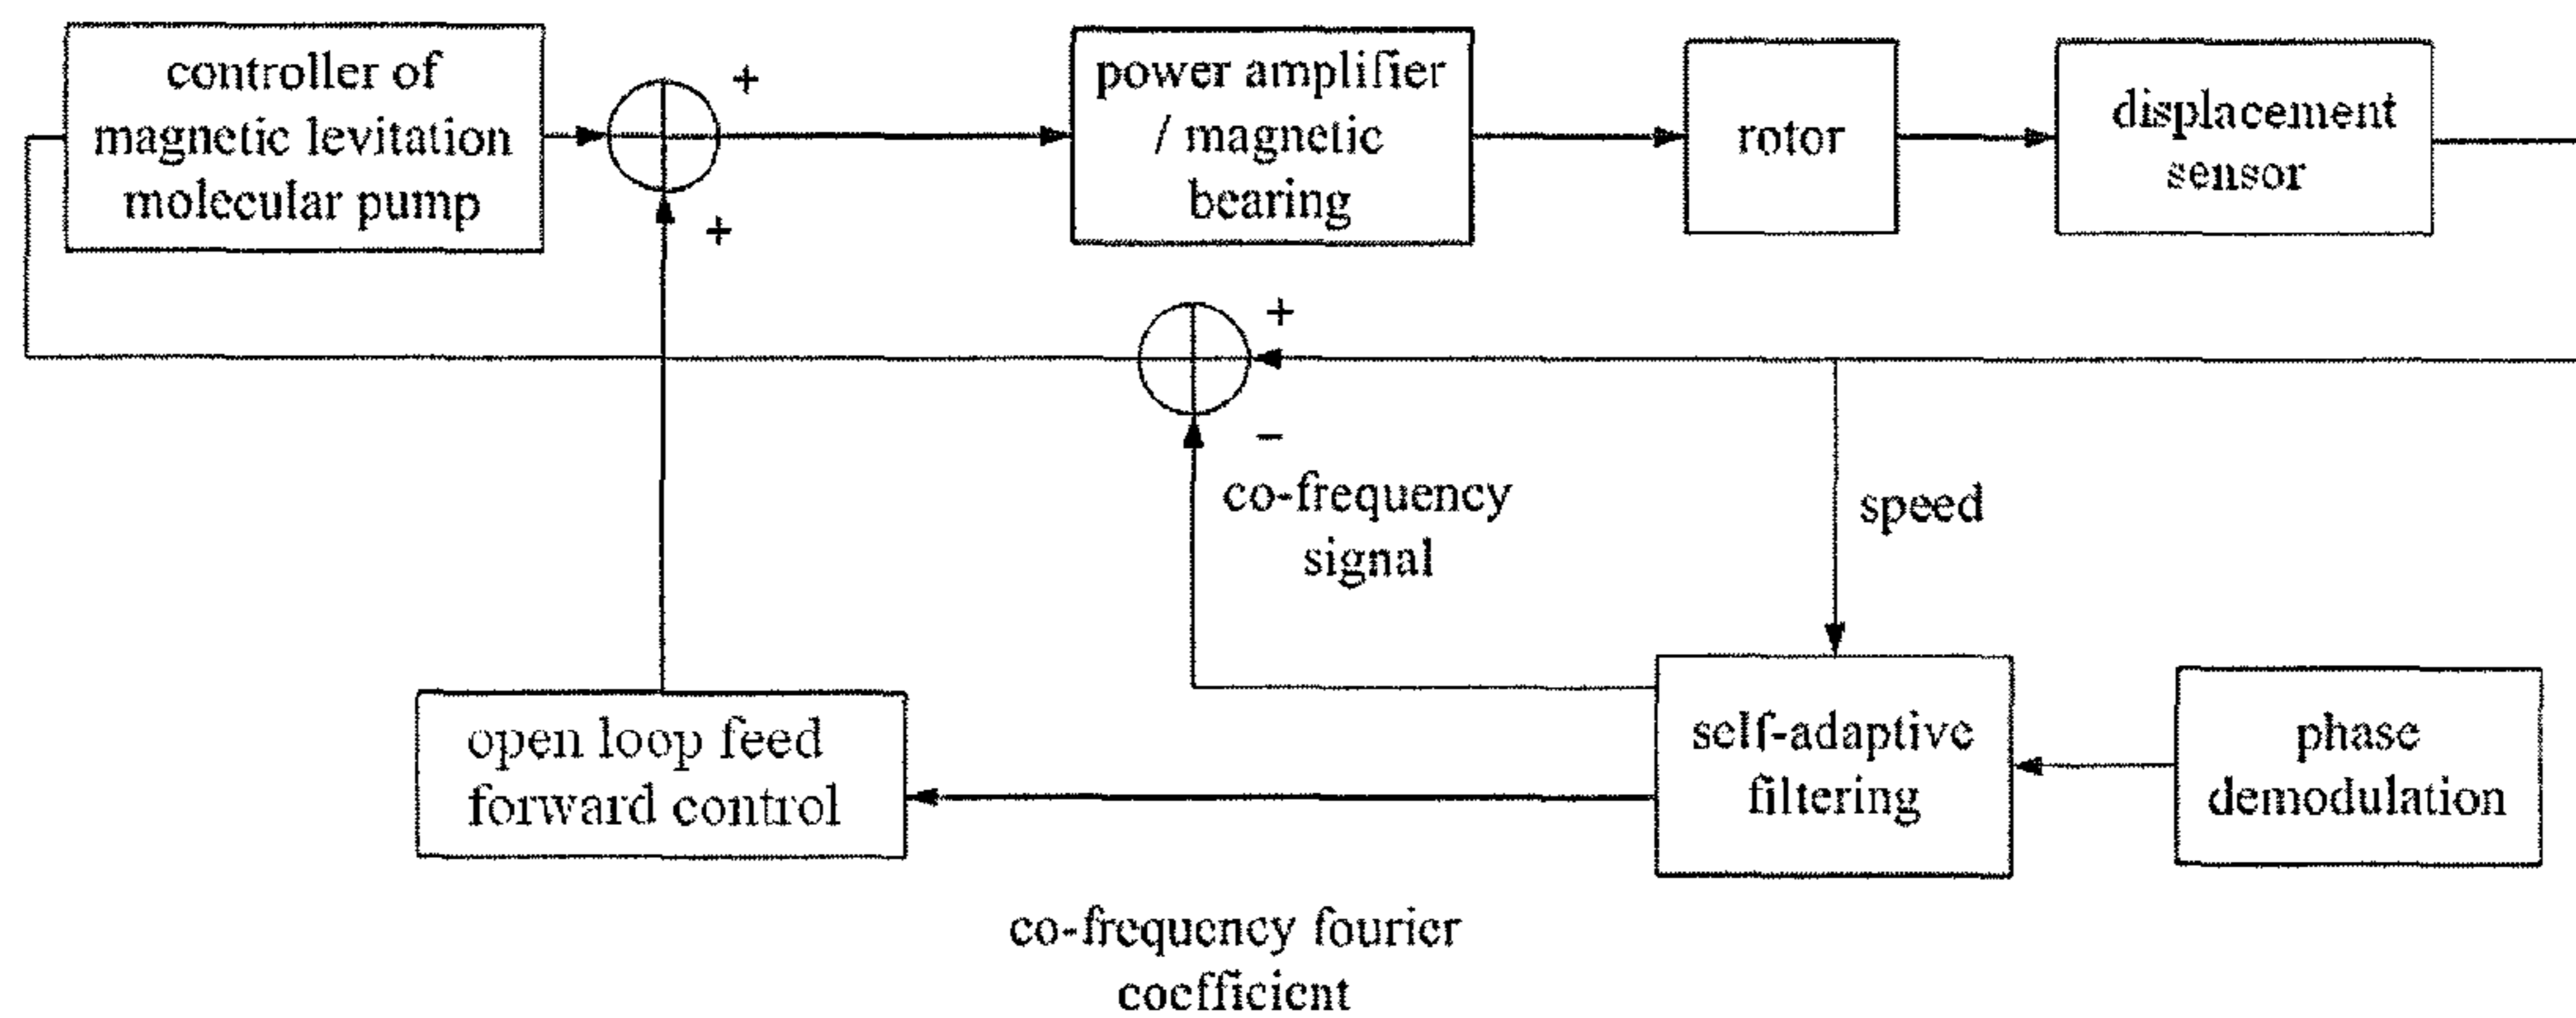 controller of
magnetic levitation
molecular pump
+
+
power amplifier
/ magnetic
bearing
rotor
displacement
sensor
+
−
co-frequency
signal
speed
open loop feed
forward control
self-adaptive
filtering
phase
demodulation
co-frequency fourier
coefficient